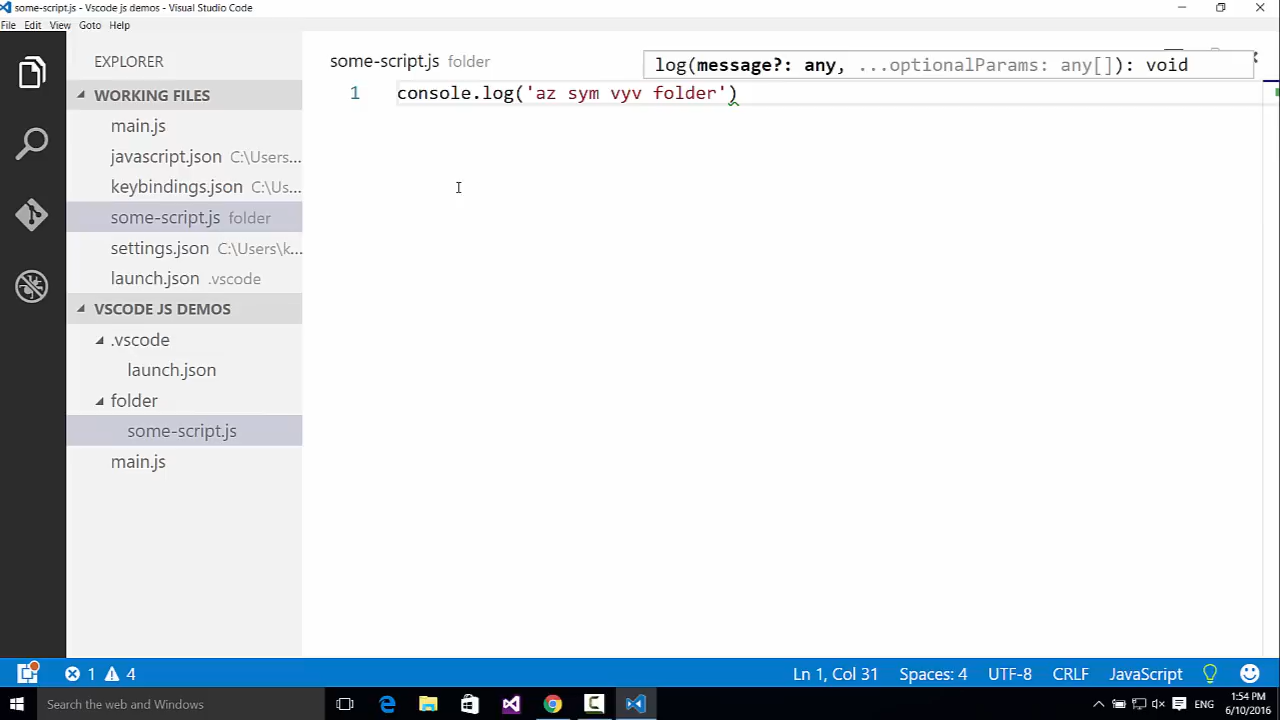 some-script.js - Vscode js demos - Visual Studio Code
File Edit View Goto Help
EXPLORER
WORKING FILES
main.js
javascript.json C:\Users...
keybindings.json C:\Us...
some-script.js folder
settings.json C:\Users\k...
launch.json .vscode
VSCODE JS DEMOS
.vscode
launch.json
folder
some-script.js
main.js
some-script.js folder
log(message?: any, ...optionalParams: any[]): void
1 console.log('az sym vyv folder')
1 4
Ln 1, Col 31 Spaces: 4 UTF-8 CRLF JavaScript
Search the web and Windows
ENG
1:54 PM
6/10/2016